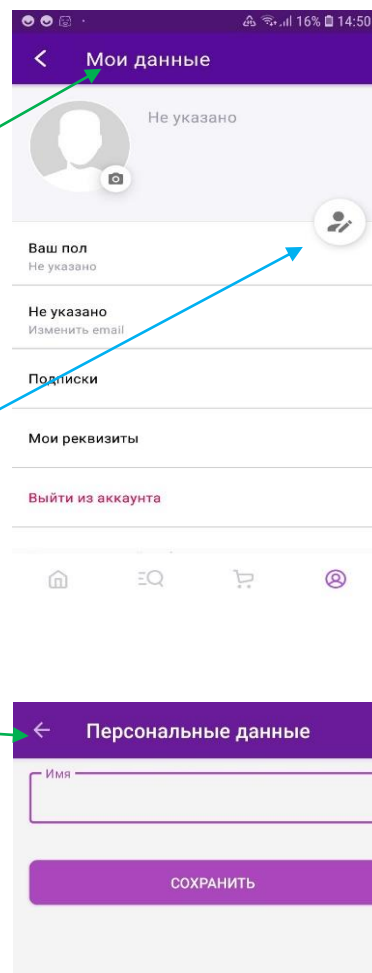 16% 14:50
Мои данные
Не указано
Ваш пол
Не указано
Не указано
Изменить email
Подписки
Мои реквизиты
Выйти из аккаунта
Персональные данные
Имя
СОХРАНИТЬ